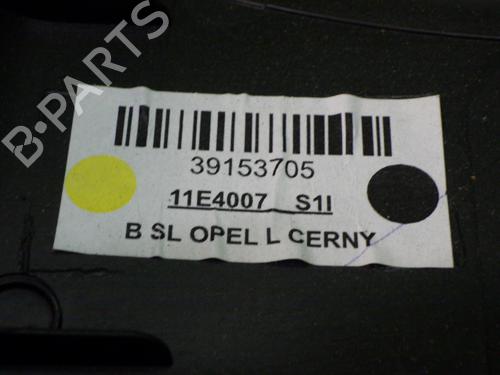 B-PARTS
39153705
11E4007 S1I
B SL OPEL L CERNY